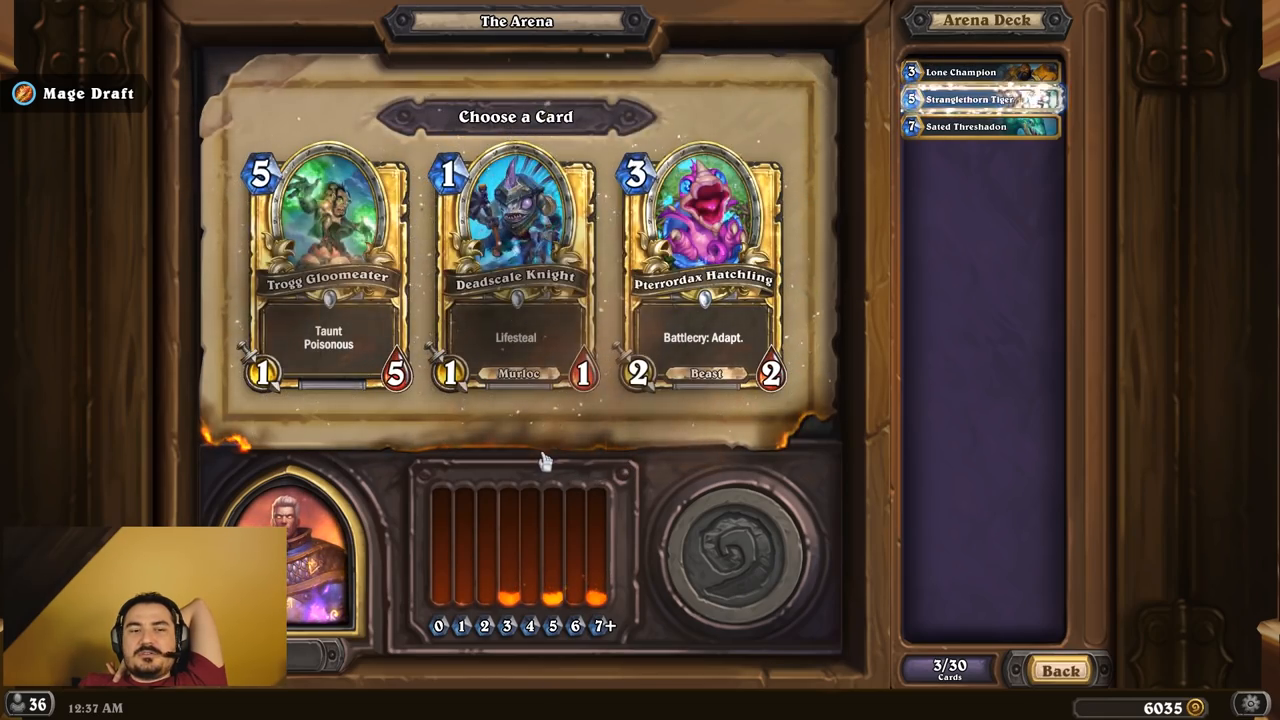 The Arena
Arena Deck
Mage Draft
3 Lone Champion
5 Stranglethorn Tiger
7 Sated Threshadon
Choose a Card
5
1
3
Trogg Gloomeater
Deadscale Knight
Pterrordax Hatchling
Taunt
Poisonous
Lifesteal
Battlecry: Adapt.
1
5
1
Murloc
1
2
Beast
2
0 1 2 3 4 5 6 7+
3/30
Cards
Back
36
12:37 AM
6035